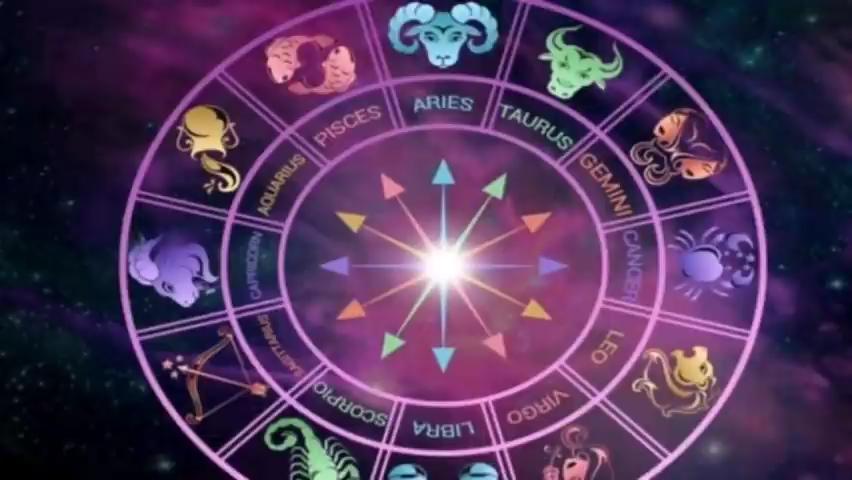 ARIES
TAURUS
GEMINI
CANCER
LEO
VIRGO
LIBRA
SCORPIO
SAGITTARIUS
CAPRICORN
AQUARIUS
PISCES